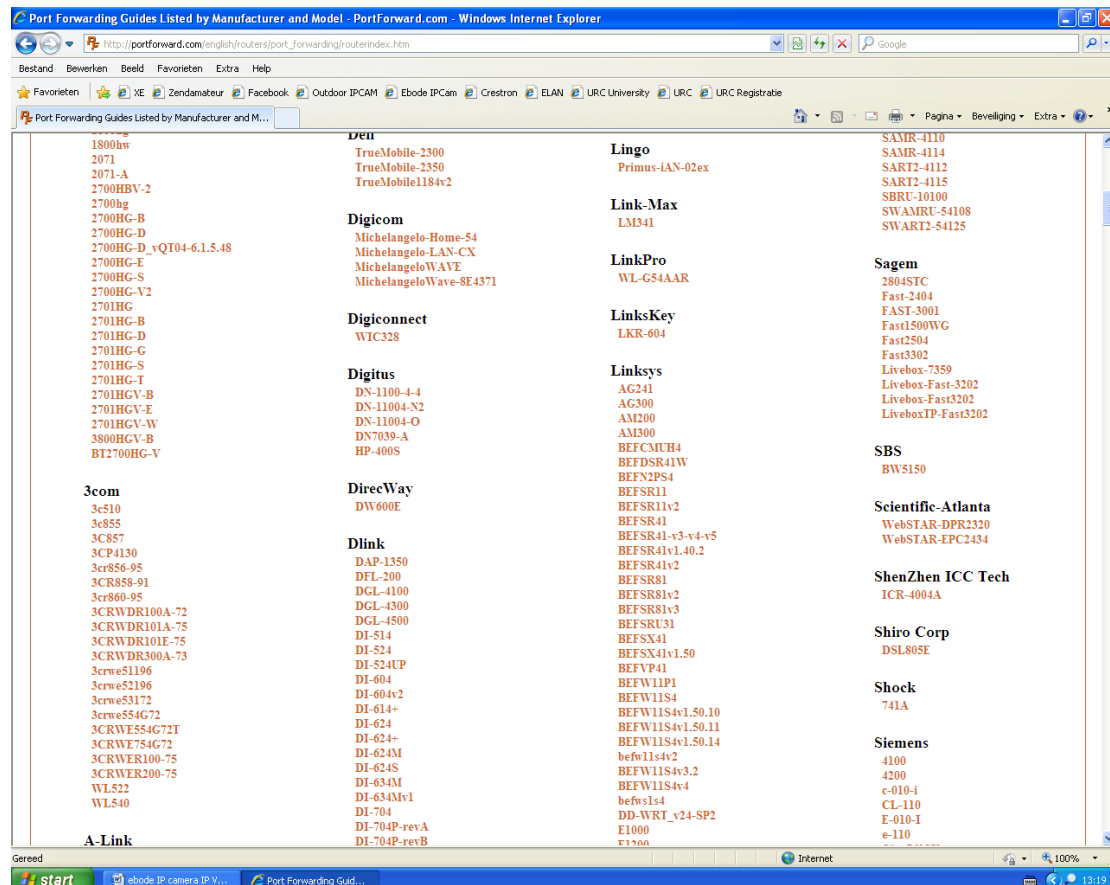 Port Forwarding Guides Listed by Manufacturer and Model - PortForward.com - Windows Internet Explorer
http://portforward.com/english/routers/port_forwarding/routerindex.htm
Google
Bestand Bewerken Beeld Favorieten Extra Help
Favorieten XE Zendamateur Facebook Outdoor IPCAM Ebode IPCam Crestron ELAN URC University URC URC Registratie
Port Forwarding Guides Listed by Manufacturer and M...
Pagina Beveiliging Extra
1800hw
2071
2071-A
2700HBV-2
2700hg
2700HG-B
2700HG-D
2700HG-D_vQT04-6.1.5.48
2700HG-E
2700HG-S
2700HG-V2
2701HG
2701HG-B
2701HG-D
2701HG-G
2701HG-S
2701HG-T
2701HGV-B
2701HGV-E
2701HGV-W
3800HGV-B
BT2700HG-V
3com
3c510
3c855
3C857
3CP4130
3cr856-95
3CR858-91
3cr860-95
3CRWDR100A-72
3CRWDR101A-75
3CRWDR101E-75
3CRWDR300A-73
3crwe51196
3crwe52196
3crwe53172
3crwe554G72
3CRWE554G72T
3CRWE754G72
3CRWER100-75
3CRWER200-75
WL522
WL540
A-Link
Dell
TrueMobile-2300
TrueMobile-2350
TrueMobile1184v2
Digicom
Michelangelo-Home-54
Michelangelo-LAN-CX
MichelangeloWAVE
MichelangeloWave-8E4371
Digiconnect
WIC328
Digitus
DN-1100-4-4
DN-11004-N2
DN-11004-O
DN7039-A
HP-400S
DirecWay
DW600E
Dlink
DAP-1350
DFL-200
DGL-4100
DGL-4300
DGL-4500
DI-514
DI-524
DI-524UP
DI-604
DI-604v2
DI-614+
DI-624
DI-624+
DI-624M
DI-624S
DI-634M
DI-634Mv1
DI-704
DI-704P-revA
DI-704P-revB
Lingo
Primus-iAN-02ex
Link-Max
LM341
LinkPro
WL-G54AAR
LinksKey
LKR-604
Linksys
AG241
AG300
AM200
AM300
BEFCMUH4
BEFDSR41W
BEFN2PS4
BEFSR11
BEFSR11v2
BEFSR41
BEFSR41-v3-v4-v5
BEFSR41v1.40.2
BEFSR41v2
BEFSR81
BEFSR81v2
BEFSR81v3
BEFSRU31
BEFSX41
BEFSX41v1.50
BEFVP41
BEFW11P1
BEFW11S4
BEFW11S4v1.50.10
BEFW11S4v1.50.11
BEFW11S4v1.50.14
befw11s4v2
BEFW11S4v3.2
BEFW11S4v4
befws1s4
DD-WRT_v24-SP2
E1000
E1200
SAMR-4110
SAMR-4114
SART2-4112
SART2-4115
SBRU-10100
SWAMRU-54108
SWART2-54125
Sagem
2804STC
Fast-2404
FAST-3001
Fast1500WG
Fast2504
Fast3302
Livebox-7359
Livebox-Fast-3202
Livebox-Fast3202
LiveboxTP-Fast3202
SBS
BW5150
Scientific-Atlanta
WebSTAR-DPR2320
WebSTAR-EPC2434
ShenZhen ICC Tech
ICR-4004A
Shiro Corp
DSL805E
Shock
741A
Siemens
4100
4200
c-010-i
CL-110
E-010-I
e-110
Gereed Internet 100%
start ebode IP camera IP V... Port Forwarding Guid... 13:19